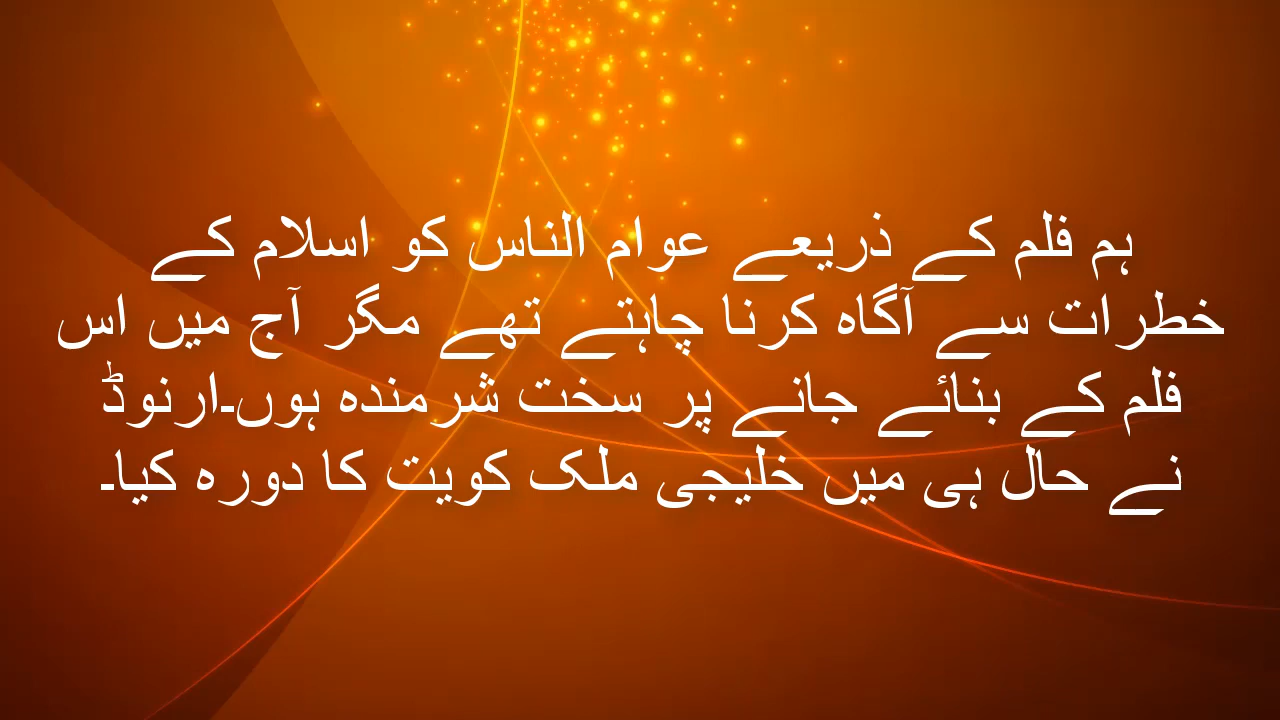 ہم فلم کے ذریعے عوام الناس کو اسلام کے
خطرات سے آگاہ کرنا چاہتے تھے مگر آج میں اس
فلم کے بنائے جانے پر سخت شرمندہ ہوں۔ارنوڈ
نے حال ہی میں خلیجی ملک کویت کا دورہ کیا۔